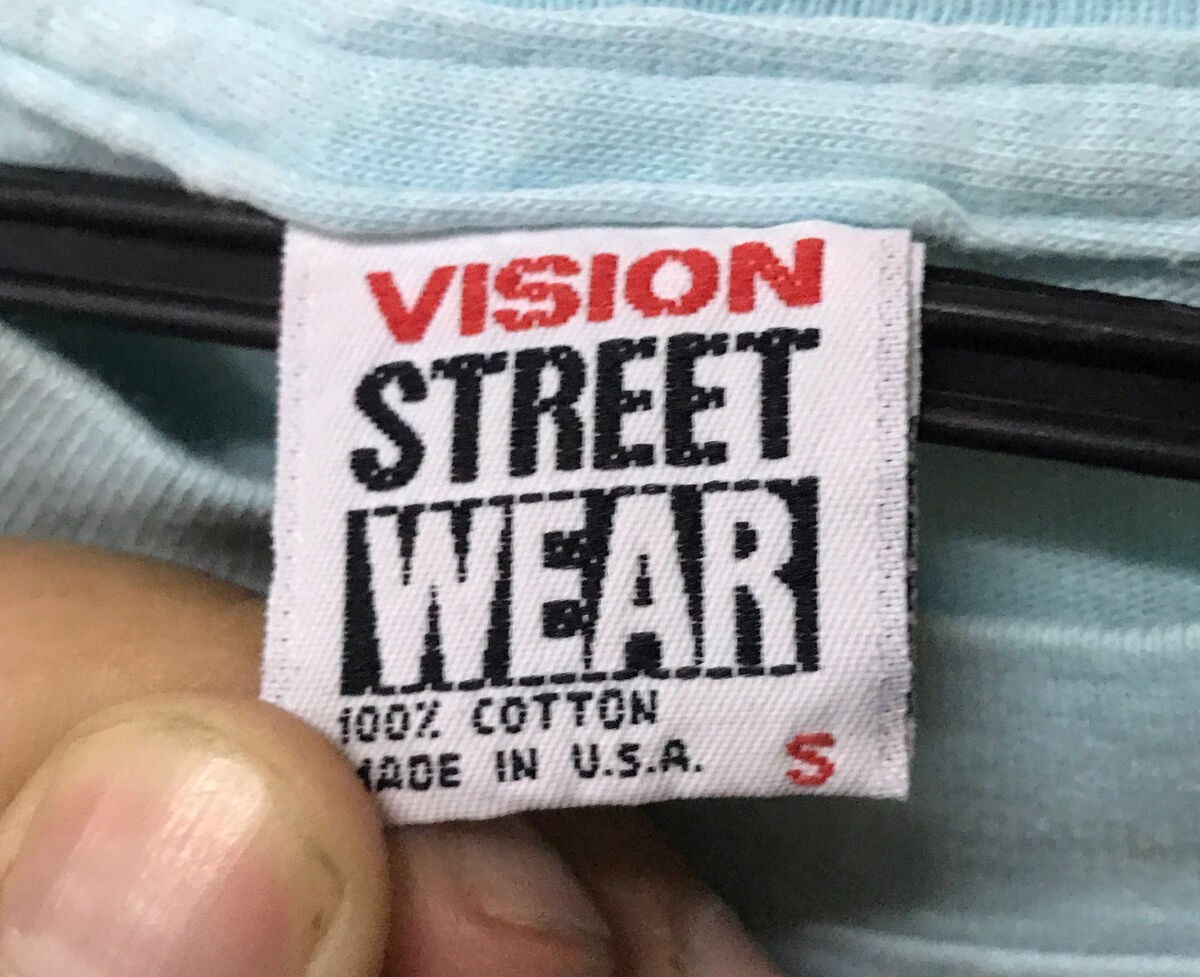 VISION
STREET
WEAR
100% COTTON
MADE IN U.S.A.
S